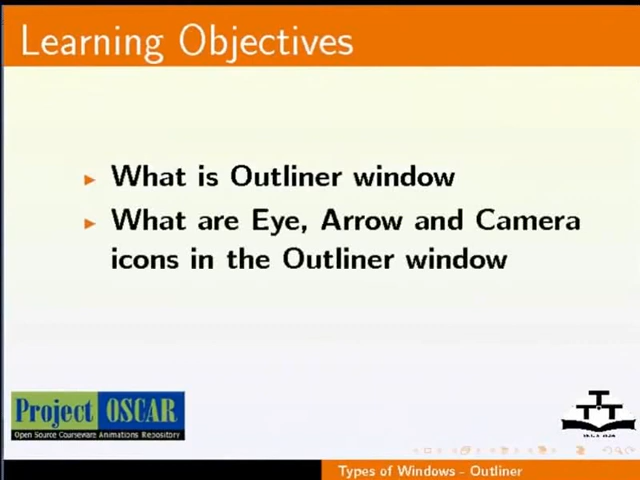 Learning Objectives
What is Outliner window
What are Eye, Arrow and Camera
icons in the Outliner window
Project OSCAR
Open Source Courseware Animations Repository
TTT
Types of Windows - Outliner